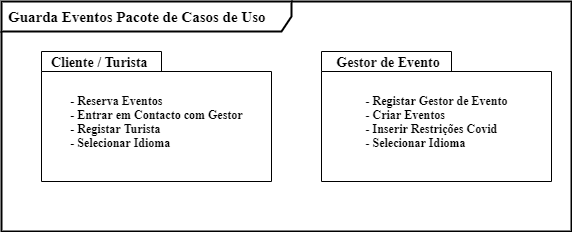 Guarda Eventos Pacote de Casos de Uso
Cliente / Turista
- Reserva Eventos
- Entrar em Contacto com Gestor
- Registar Turista
- Selecionar Idioma
Gestor de Evento
- Registar Gestor de Evento
- Criar Eventos
- Inserir Restrições Covid
- Selecionar Idioma